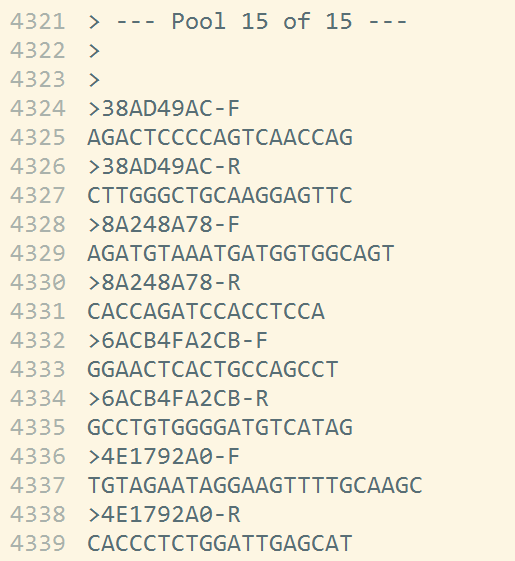 4321 > --- Pool 15 of 15 ---
4322 >
4323 >
4324 >38AD49AC-F
4325 AGACTCCCCAGTCAACCAG
4326 >38AD49AC-R
4327 CTTGGGCTGCAAGGAGTTC
4328 >8A248A78-F
4329 AGATGTAAATGATGGTGGCAGT
4330 >8A248A78-R
4331 CACCAGATCCACCTCCA
4332 >6ACB4FA2CB-F
4333 GGAACTCACTGCCAGCCT
4334 >6ACB4FA2CB-R
4335 GCCTGTGGGGATGTCATAG
4336 >4E1792A0-F
4337 TGTAGAATAGGAAGTTTTGCAAGC
4338 >4E1792A0-R
4339 CACCCTCTGGATTGAGCAT